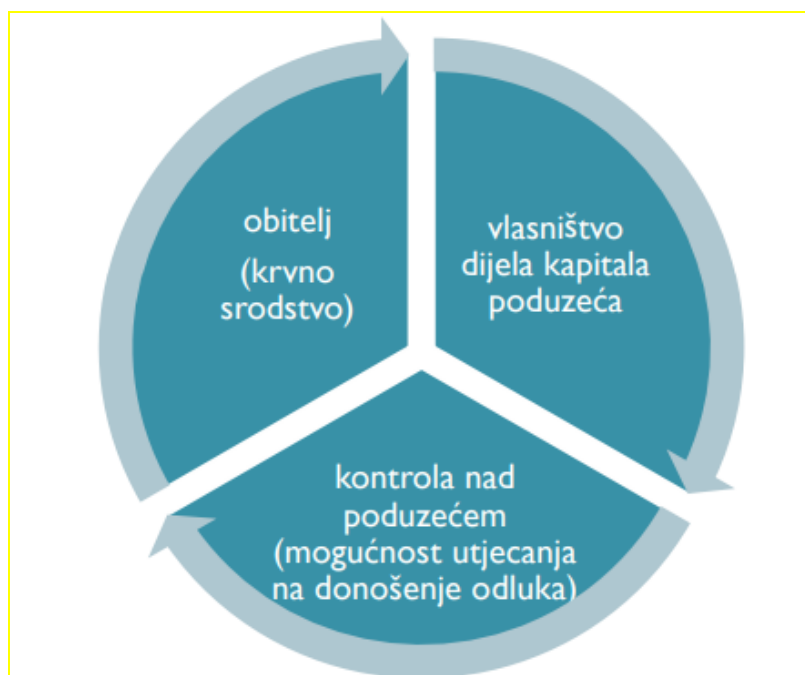 obitelj
(krvno
srodstvo)
vlasništvo
dijela kapitala
poduzeća
kontrola nad
poduzećem
(mogućnost utjecanja
na donošenje odluka)